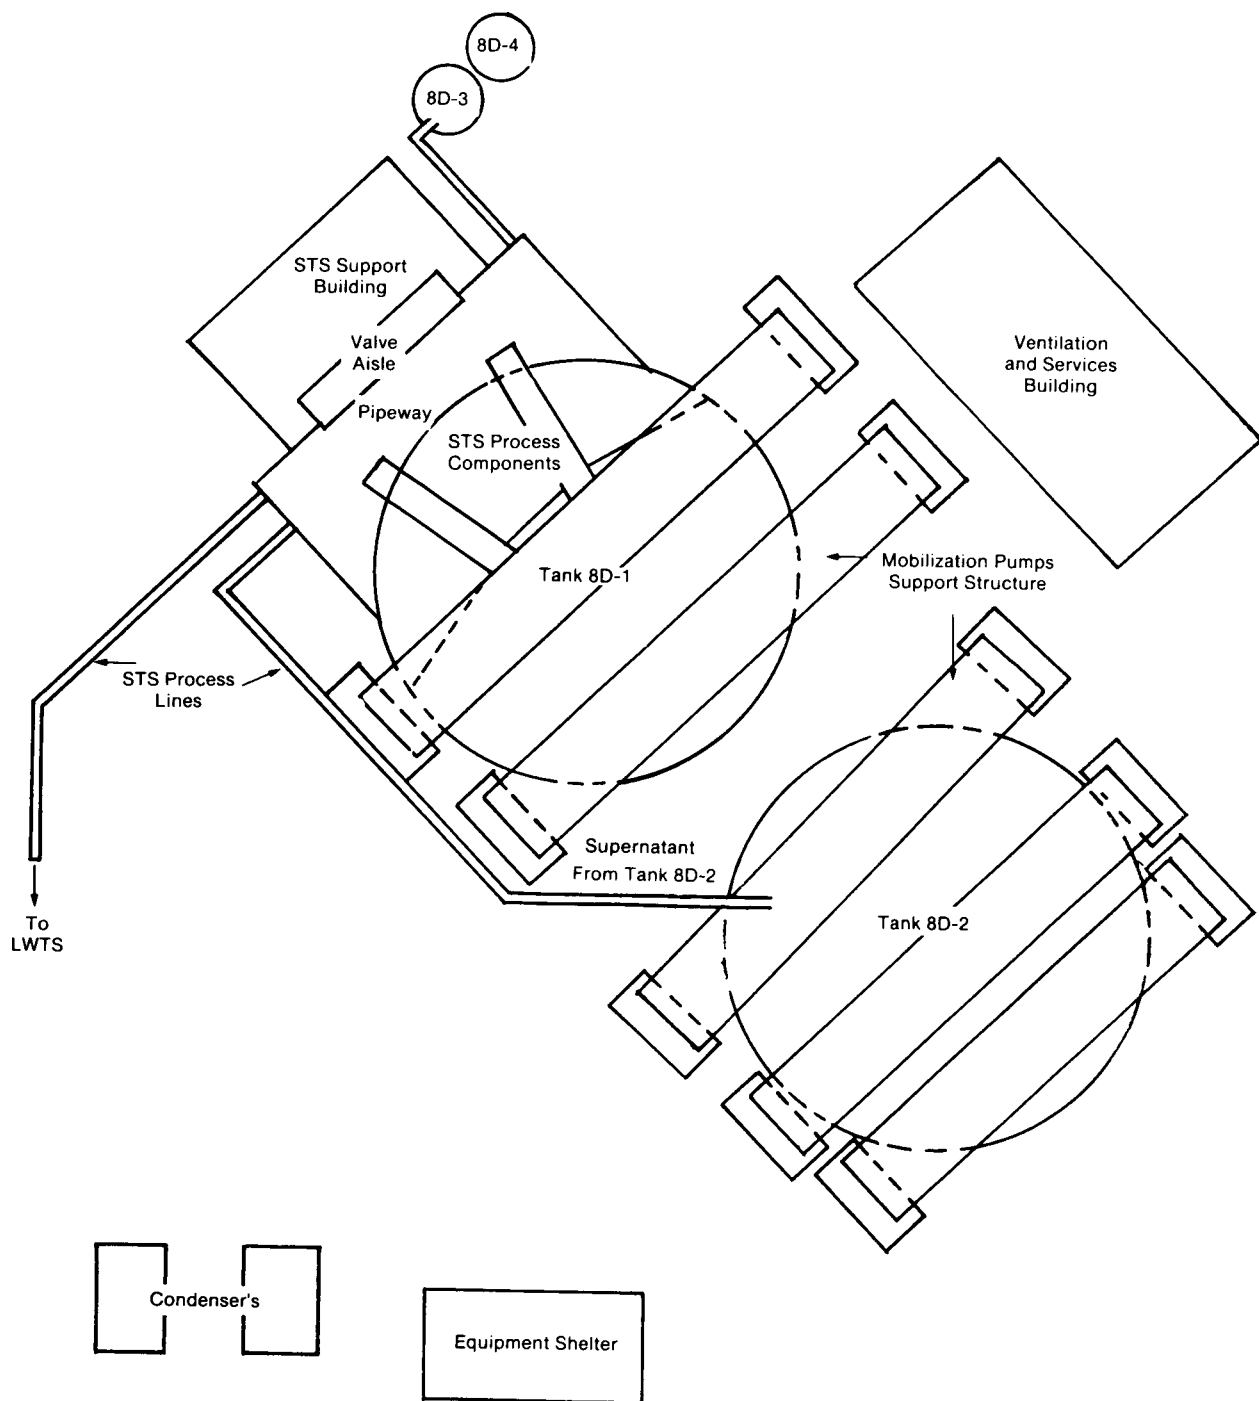 8D-4
8D-3
STS Support
Building
Valve
Aisle
Pipeway
STS Process
Components
Ventilation
and Services
Building
Tank 8D-1
Mobilization Pumps
Support Structure
STS Process
Lines
Supernatant
From Tank 8D-2
To
LWTS
Tank 8D-2
Condenser's
Equipment Shelter